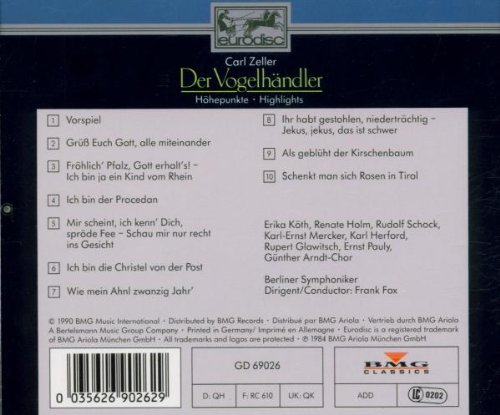 eurodisc
Carl Zeller
Der Vogelhändler
Höhepunkte · Highlights
1 Vorspiel
2 Grüß Euch Gott, alle miteinander
3 Fröhlich' Pfalz, Gott erhalt's! –
Ich bin ja ein Kind vom Rhein
4 Ich bin der Procedan
5 Mir scheint, ich kenn' Dich,
spröde Fee – Schau mir nur recht
ins Gesicht
6 Ich bin die Christel von der Post
7 Wie mein Ahnl zwanzig Jahr'
8 Ihr habt gestohlen, niederträchtig –
Jekus, jekus, das ist schwer
9 Als geblüht der Kirschenbaum
10 Schenkt man sich Rosen in Tirol
Erika Köth, Renate Holm, Rudolf Schock,
Karl-Ernst Mercker, Karl Herford,
Rupert Glawitsch, Ernst Pauly,
Günther Arndt-Chor
Berliner Symphoniker
Dirigent/Conductor: Frank Fox
© 1990 BMG Music International · Distributed by BMG Records · Distributed by BMG Ariola · Vertrieb durch BMG Ariola
A Bertelsmann Music Group Company · Printed in Germany/ Imprimé en Allemagne · Eurodisc is a registered trademark
of BMG Ariola München GmbH · All trademarks and logos are protected · ℗ 1984 BMG Ariola München GmbH
0 035626 902629
GD 69026
D: QH
F: RC 610
UK: QK
BMG
CLASSICS
ADD
LC 0202